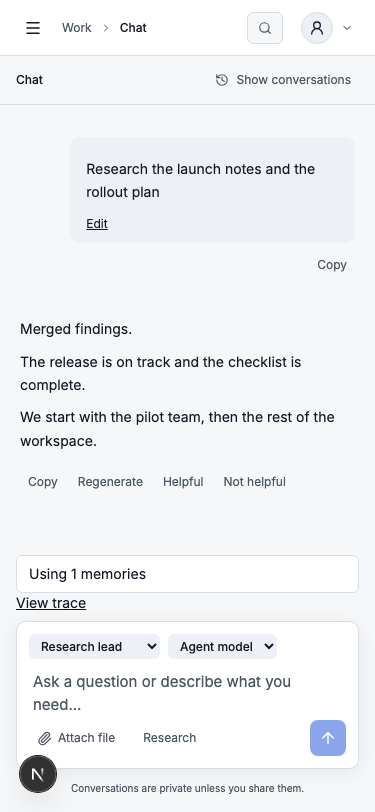 Work
Chat
Chat
Show conversations
Research the launch notes and the
rollout plan
Edit
Copy
Merged findings.
The release is on track and the checklist is
complete.
We start with the pilot team, then the rest of the
workspace.
Copy
Regenerate
Helpful
Not helpful
Using 1 memories
View trace
Research lead
Agent model
Ask a question or describe what you
need...
Attach file
Research
N
Conversations are private unless you share them.